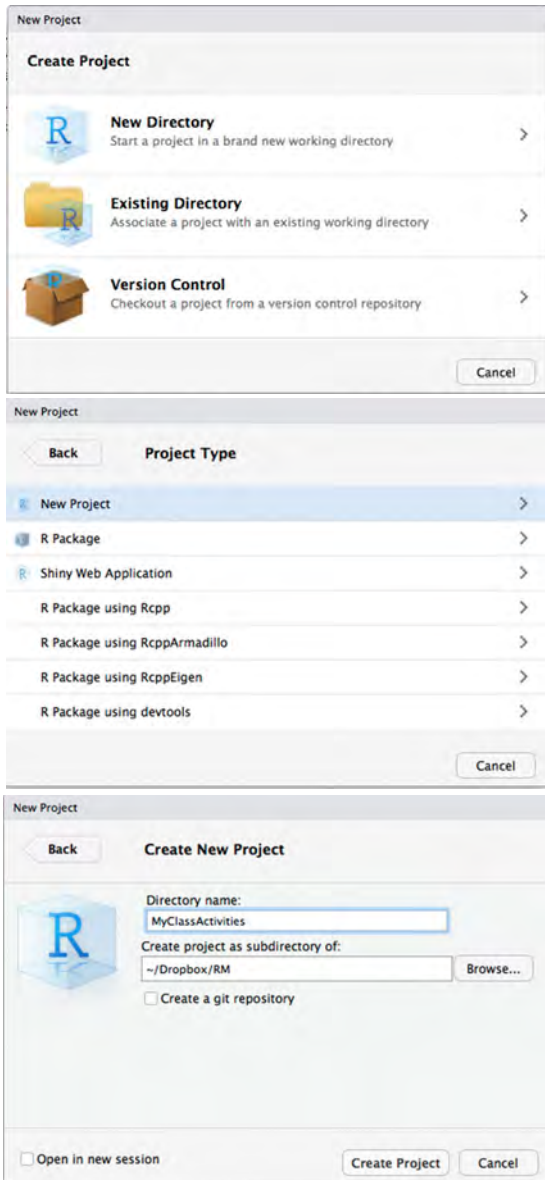 New Project
Create Project
New Directory
Start a project in a brand new working directory
Existing Directory
Associate a project with an existing working directory
Version Control
Checkout a project from a version control repository
Cancel
New Project
Back Project Type
New Project
R Package
Shiny Web Application
R Package using Rcpp
R Package using RcppArmadillo
R Package using RcppEigen
R Package using devtools
Cancel
New Project
Back Create New Project
R
Directory name:
MyClassActivities
Create project as subdirectory of:
~/Dropbox/RM Browse...
Create a git repository
Open in new session Create Project Cancel